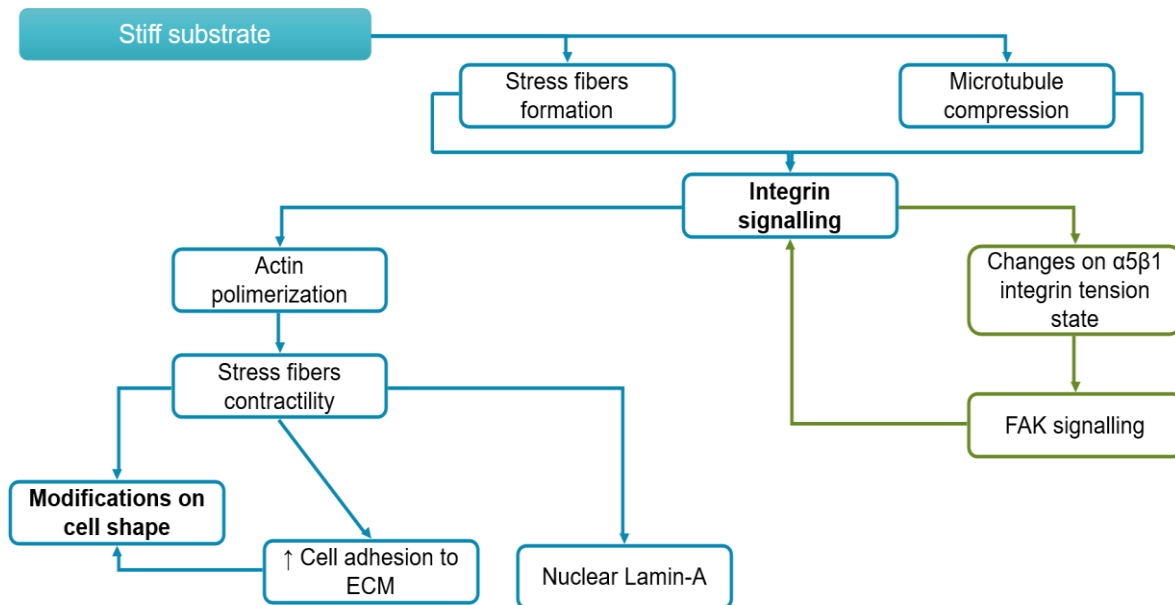 Stiff substrate
Stress fibers
formation
Microtubule
compression
Integrin
signalling
Actin
polimerization
Changes on α5β1
integrin tension
state
Stress fibers
contractility
FAK signalling
Modifications on
cell shape
↑ Cell adhesion to
ECM
Nuclear Lamin-A